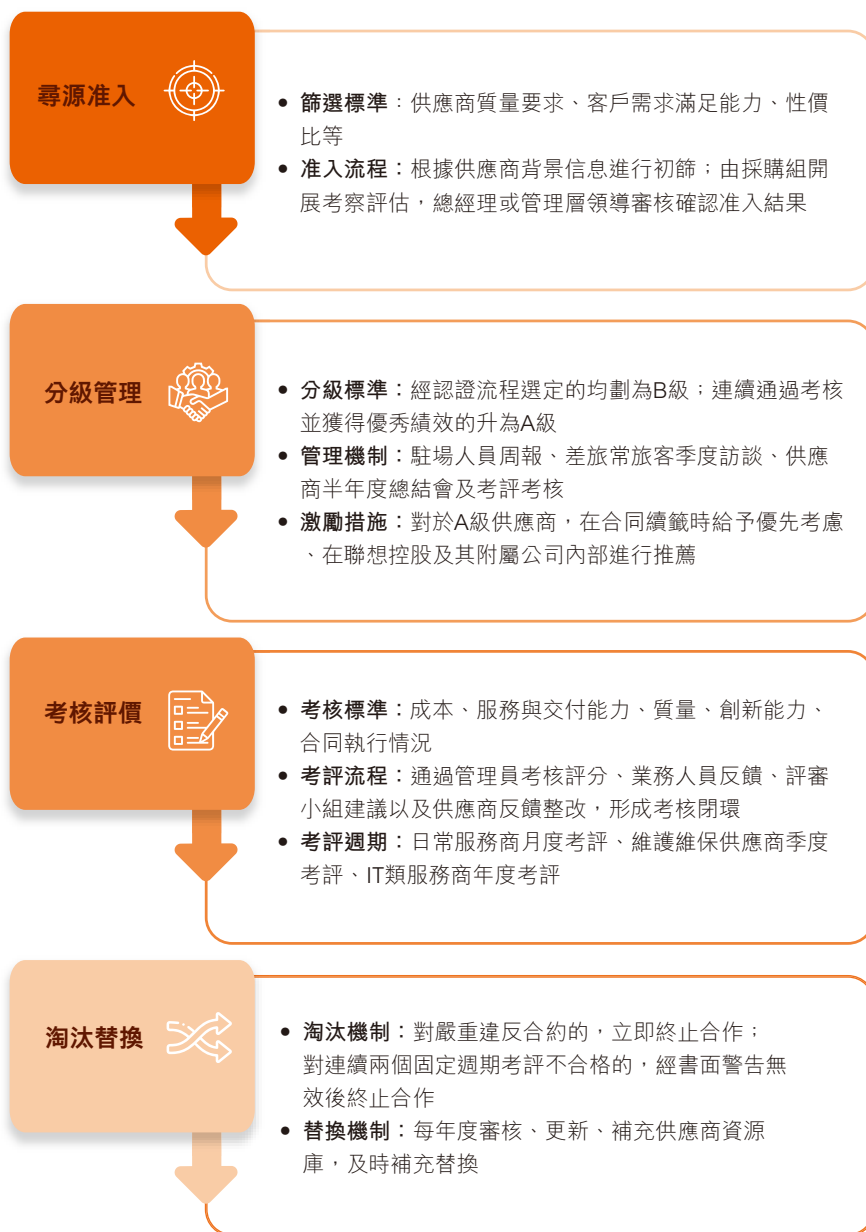 尋源准入
• 篩選標準：供應商質量要求、客戶需求滿足能力、性價
比等
• 准入流程：根據供應商背景信息進行初篩；由採購組開
展考察評估，總經理或管理層領導審核確認准入結果
分級管理
• 分級標準：經認證流程選定的均劃為B級；連續通過考核
並獲得優秀績效的升為A級
• 管理機制：駐場人員周報、差旅常旅客季度訪談、供應
商半年度總結會及考評考核
• 激勵措施：對於A級供應商，在合同續籤時給予優先考慮
、在聯想控股及其附屬公司內部進行推薦
考核評價
• 考核標準：成本、服務與交付能力、質量、創新能力、
合同執行情況
• 考評流程：通過管理員考核評分、業務人員反饋、評審
小組建議以及供應商反饋整改，形成考核閉環
• 考評週期：日常服務商月度考評、維護維保供應商季度
考評、IT類服務商年度考評
淘汰替換
• 淘汰機制：對嚴重違反合約的，立即終止合作；
對連續兩個固定週期考評不合格的，經書面警告無
效後終止合作
• 替換機制：每年度審核、更新、補充供應商資源
庫，及時補充替換